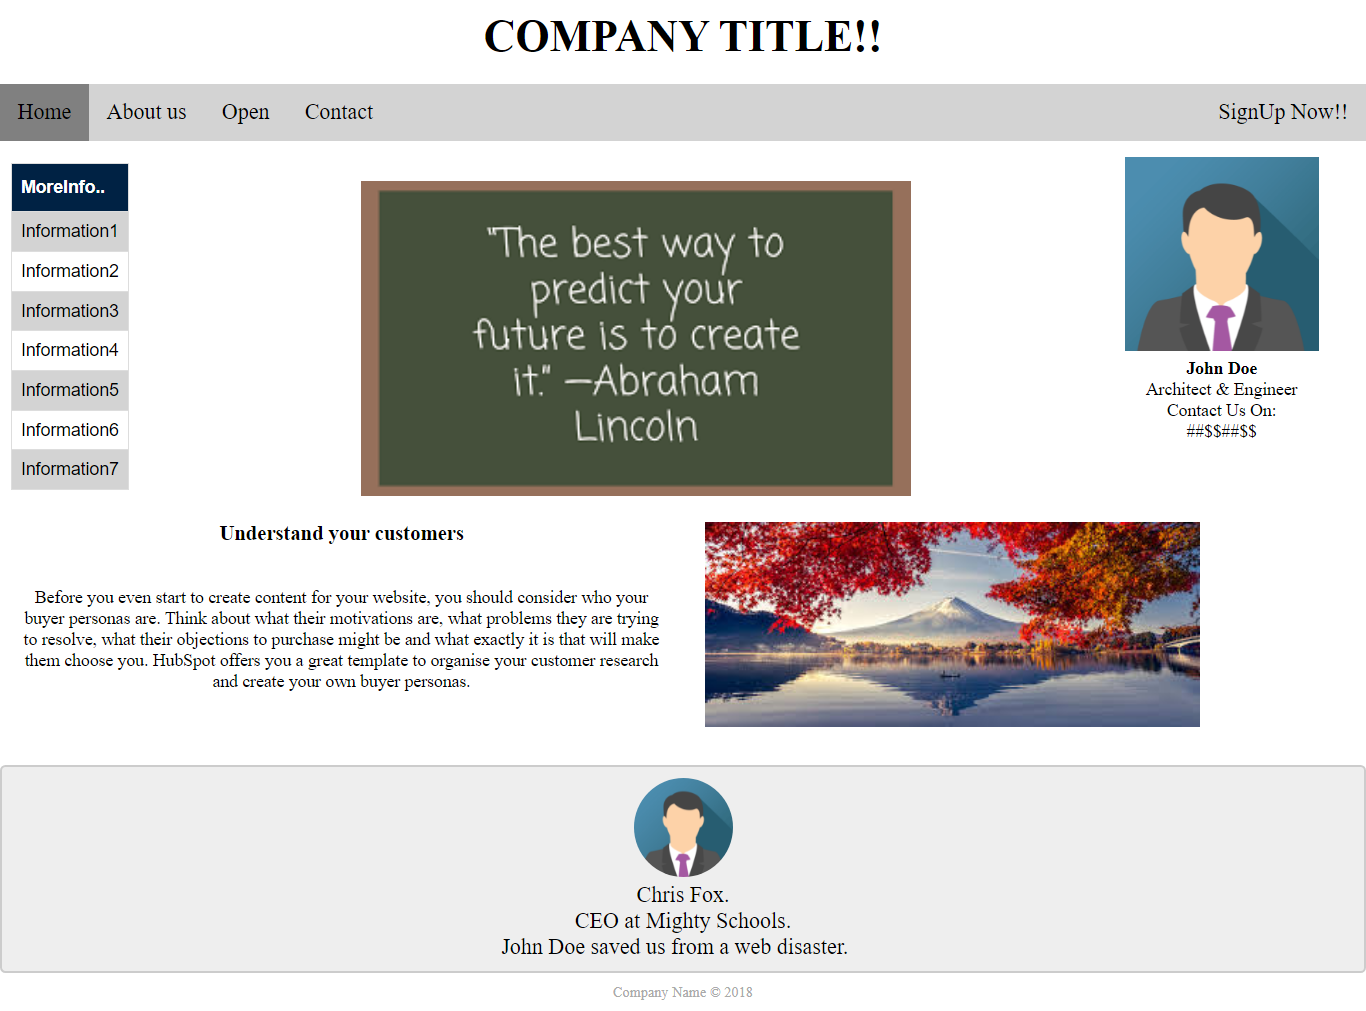 COMPANY TITLE!!
Home
About us
Open
Contact
SignUp Now!!
MoreInfo..
Information1
Information2
Information3
Information4
Information5
Information6
Information7
"The best way to
predict your
future is to create
it." —Abraham
Lincoln
John Doe
Architect & Engineer
Contact Us On:
##$$##$$
Understand your customers
Before you even start to create content for your website, you should consider who your
buyer personas are. Think about what their motivations are, what problems they are trying
to resolve, what their objections to purchase might be and what exactly it is that will make
them choose you. HubSpot offers you a great template to organise your customer research
and create your own buyer personas.
Chris Fox.
CEO at Mighty Schools.
John Doe saved us from a web disaster.
Company Name © 2018